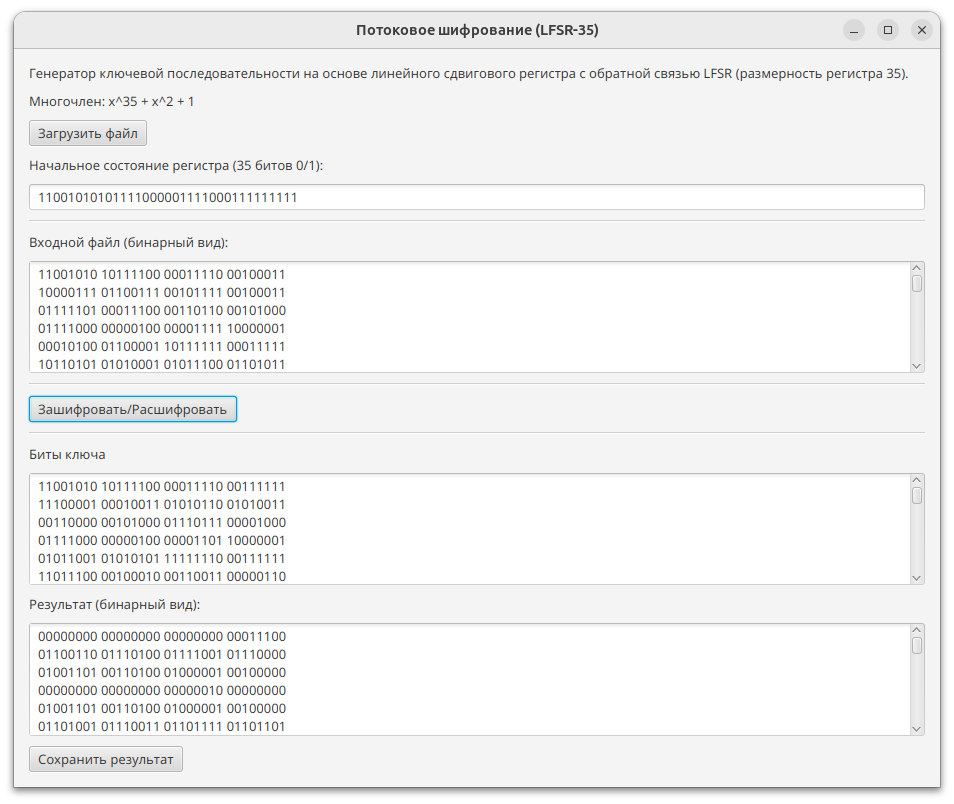 Потоковое шифрование (LFSR-35)
Генератор ключевой последовательности на основе линейного сдвигового регистра с обратной связью LFSR (размерность регистра 35).
Многочлен: x^35 + x^2 + 1
Загрузить файл
Начальное состояние регистра (35 битов 0/1):
11001010101111000001111000111111111
Входной файл (бинарный вид):
11001010 10111100 00011110 00100011
10000111 01100111 00101111 00100011
01111101 00011100 00110110 00101000
01111000 00000100 00001111 10000001
00010100 01100001 10111111 00011111
10110101 01010001 01011100 01101011
Зашифровать/Расшифровать
Биты ключа
11001010 10111100 00011110 00111111
11100001 00010011 01010110 01010011
00110000 00101000 01110111 00001000
01111000 00000100 00001101 10000001
01011001 01010101 11111110 00111111
11011100 00100010 00110011 00000110
Результат (бинарный вид):
00000000 00000000 00000000 00011100
01100110 01110100 01111001 01110000
01001101 00110100 01000001 00100000
00000000 00000000 00000010 00000000
01001101 00110100 01000001 00100000
01101001 01110011 01101111 01101101
Сохранить результат